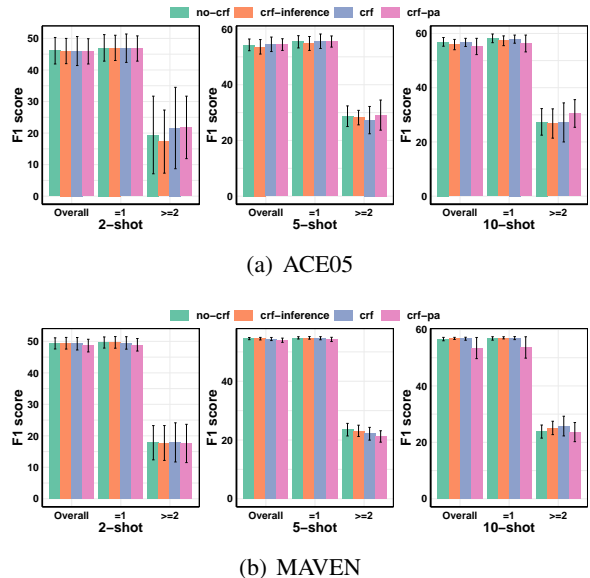 no-crf crf-inference crf crf-pa
F1 score
50
40
30
20
10
0
Overall =1 >=2
2-shot
F1 score
60
40
20
0
Overall =1 >=2
5-shot
F1 score
60
40
20
0
Overall =1 >=2
10-shot
(a) ACE05
no-crf crf-inference crf crf-pa
F1 score
50
40
30
20
10
0
Overall =1 >=2
2-shot
F1 score
40
20
0
Overall =1 >=2
5-shot
F1 score
60
40
20
0
Overall =1 >=2
10-shot
(b) MAVEN